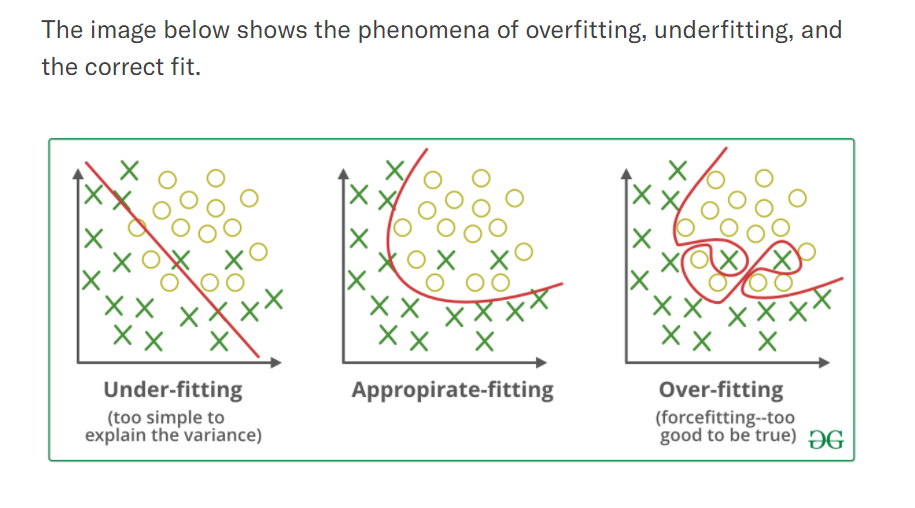 The image below shows the phenomena of overfitting, underfitting, and
the correct fit.
Under-fitting
(too simple to
explain the variance)
Appropirate-fitting
Over-fitting
(forcefitting--too
good to be true)